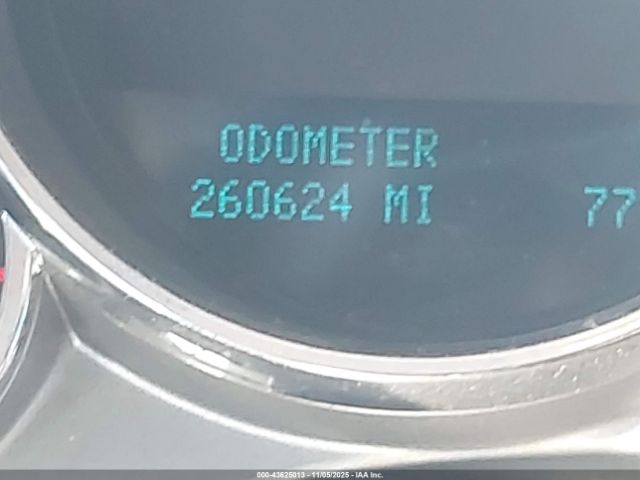 ODOMETER
260624 MI 77
000-43625013 - 11/05/2025 - IAA Inc.